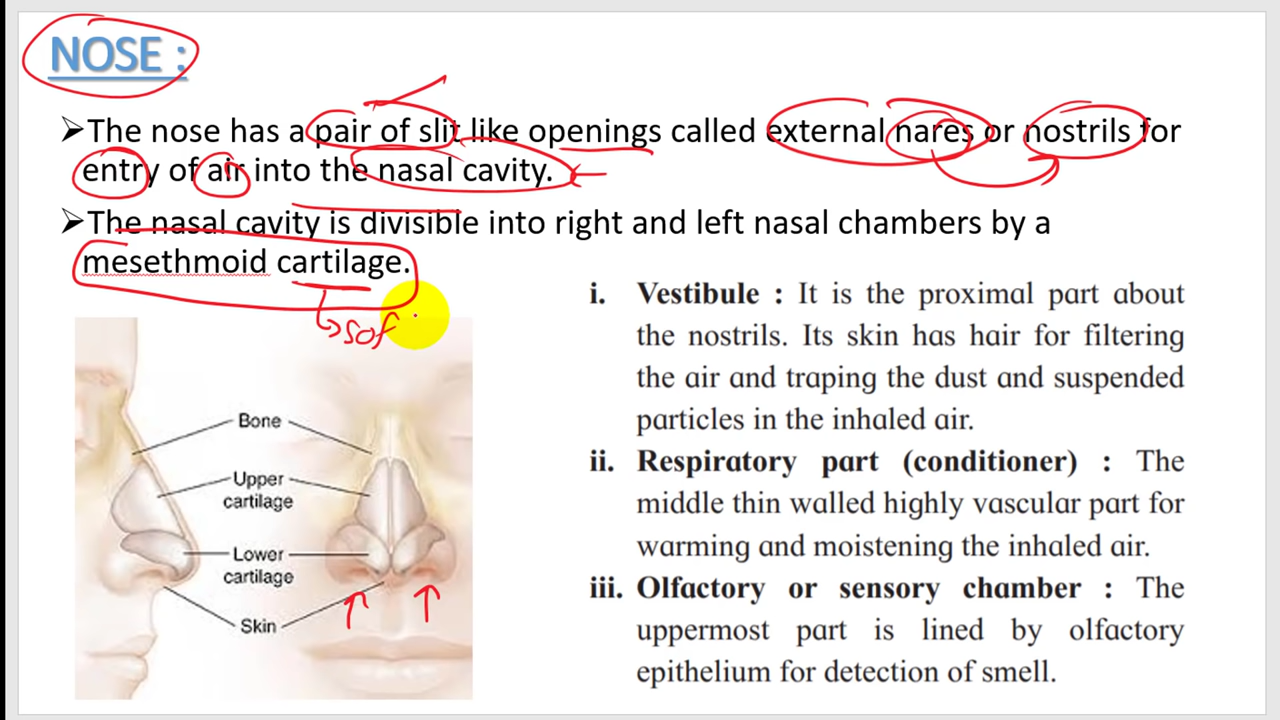 NOSE :
➤The nose has a pair of slit like openings called external nares or nostrils for
entry of air into the nasal cavity.
➤The nasal cavity is divisible into right and left nasal chambers by a
mesethmoid cartilage.
sof
i. Vestibule : It is the proximal part about
the nostrils. Its skin has hair for filtering
the air and traping the dust and suspended
particles in the inhaled air.
ii. Respiratory part (conditioner) : The
middle thin walled highly vascular part for
warming and moistening the inhaled air.
iii. Olfactory or sensory chamber : The
uppermost part is lined by olfactory
epithelium for detection of smell.
Bone
Upper
cartilage
Lower
cartilage
Skin